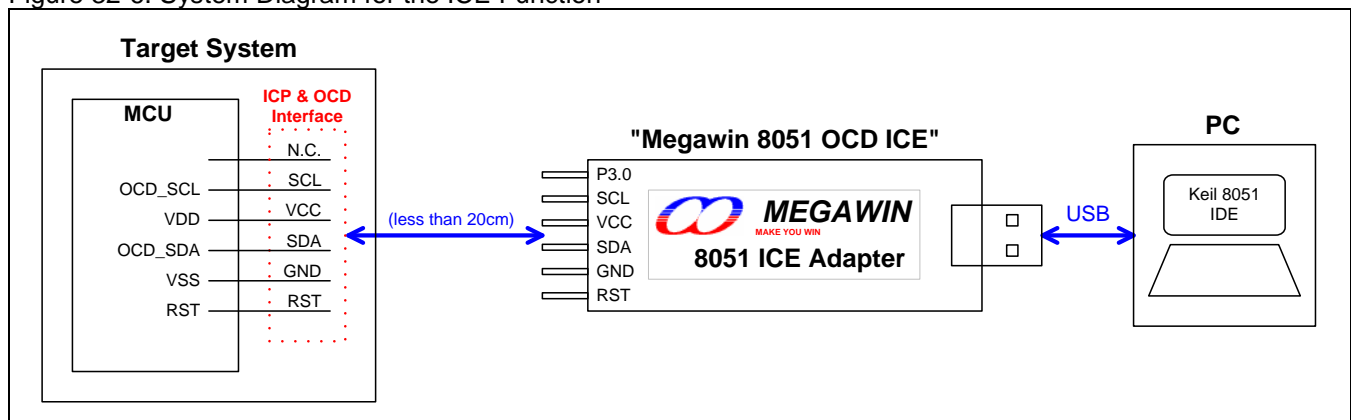 Target System
MCU
ICP & OCD
Interface
N.C.
OCD_SCL
SCL
VDD
VCC
OCD_SDA
SDA
VSS
GND
RST
RST
(less than 20cm)
"Megawin 8051 OCD ICE"
P3.0
SCL
VCC
SDA
GND
RST
MEGAWIN
MAKE YOU WIN
8051 ICE Adapter
USB
PC
Keil 8051
IDE